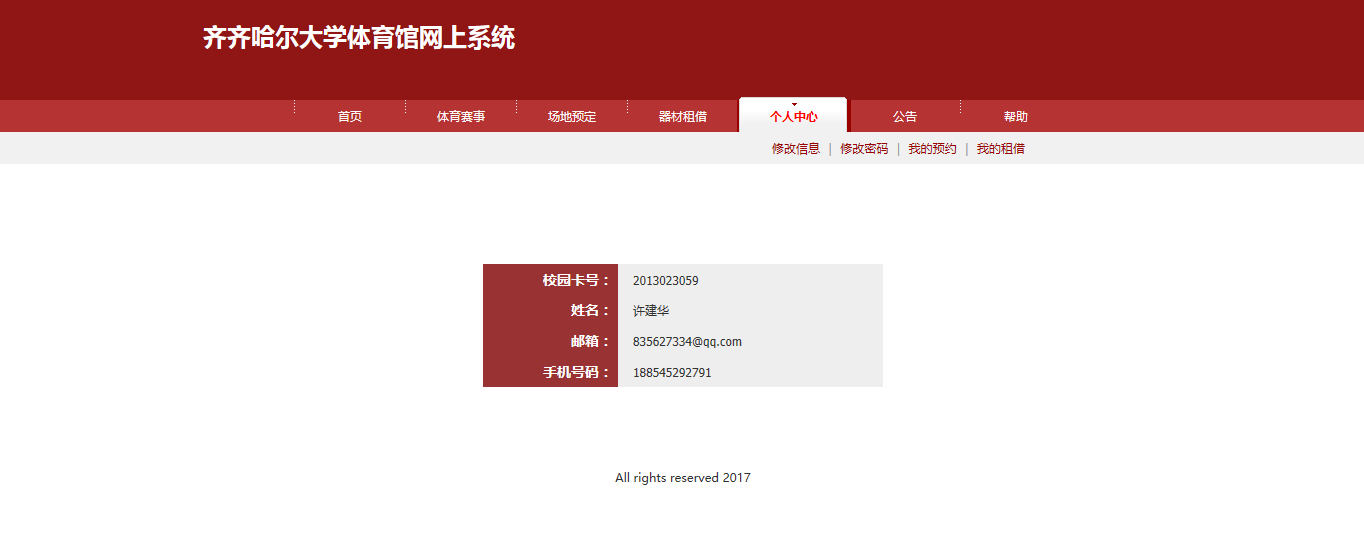 齐齐哈尔大学体育馆网上系统
首页 体育赛事 场地预定 器材租借 个人中心 公告 帮助
修改信息 | 修改密码 | 我的预约 | 我的租借
校园卡号： 2013023059
姓名： 许建华
邮箱： 835627334@qq.com
手机号码： 188545292791
All rights reserved 2017